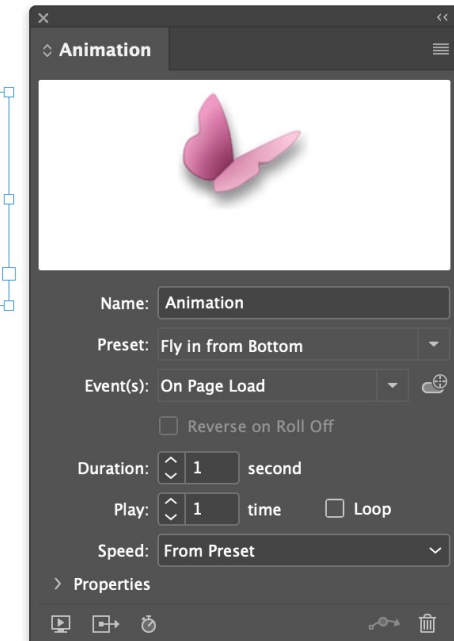 Animation
Name: Animation
Preset: Fly in from Bottom
Event(s): On Page Load
Reverse on Roll Off
Duration: 1 second
Play: 1 time Loop
Speed: From Preset
Properties